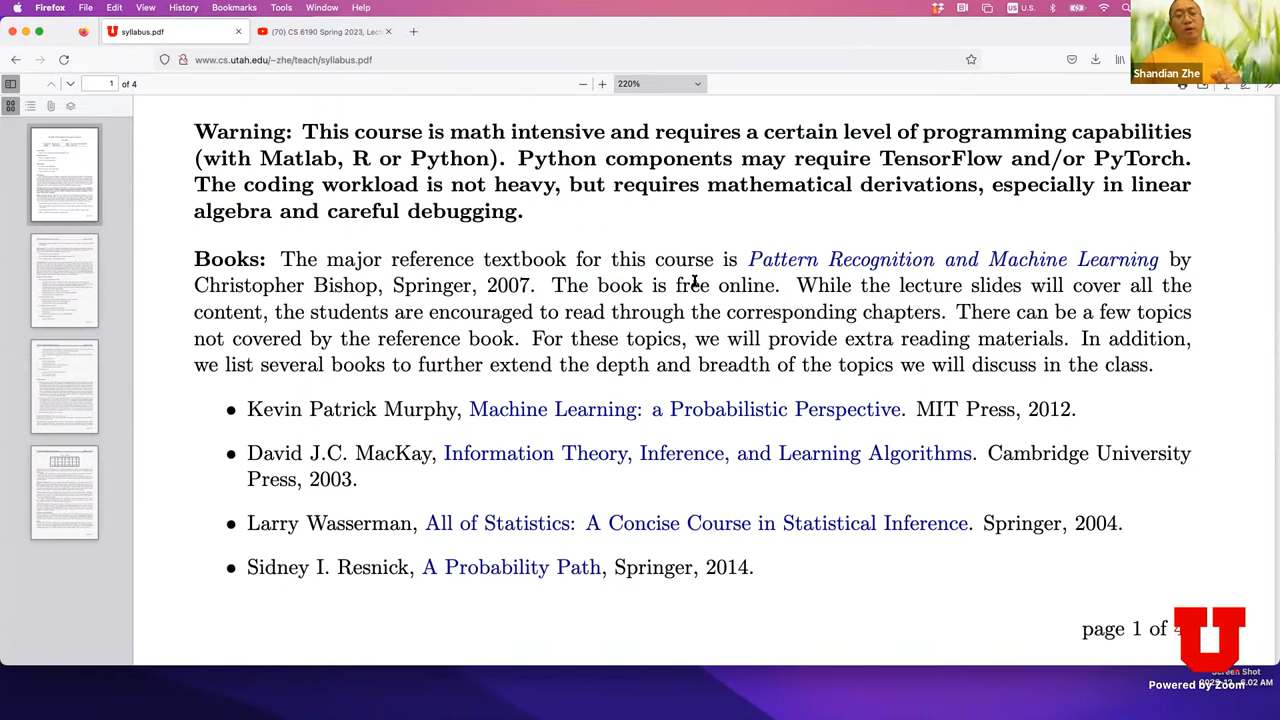 Firefox File Edit View History Bookmarks Tools Window Help U.S.
syllabus.pdf (70) CS 6190 Spring 2023, Lec
www.cs.utah.edu/~zhe/teach/syllabus.pdf
Shandian Zhe
1 of 4 220%
Warning: This course is math intensive and requires a certain level of programming capabilities
(with Matlab, R or Python). Python components may require TensorFlow and/or PyTorch.
The coding workload is not heavy, but requires mathematical derivations, especially in linear
algebra and careful debugging.
Books: The major reference textbook for this course is Pattern Recognition and Machine Learning by
Christopher Bishop, Springer, 2007. The book is free online. While the lecture slides will cover all the
content, the students are encouraged to read through the corresponding chapters. There can be a few topics
not covered by the reference book. For these topics, we will provide extra reading materials. In addition,
we list several books to further extend the depth and breath of the topics we will discuss in the class.
• Kevin Patrick Murphy, Machine Learning: a Probabilistic Perspective. MIT Press, 2012.
• David J.C. MacKay, Information Theory, Inference, and Learning Algorithms. Cambridge University
Press, 2003.
• Larry Wasserman, All of Statistics: A Concise Course in Statistical Inference. Springer, 2004.
• Sidney I. Resnick, A Probability Path, Springer, 2014.
page 1 of 4
U
Screen Shot
6.02 AM
Powered by Zoom